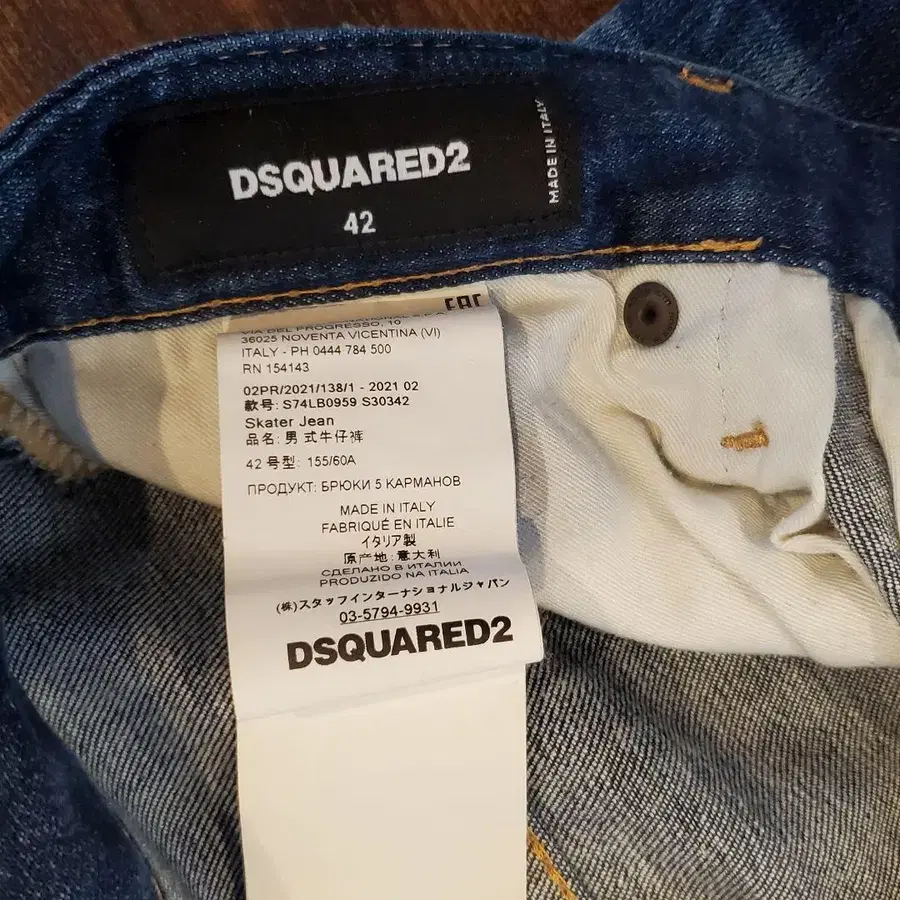 DSQUARED2
42
MADE IN ITALY
EAC
VIA DEL PROGRESSO, 10
36025 NOVENTA VICENTINA (VI)
ITALY - PH 0444 784 500
RN 154143
02PR/2021/138/1 - 2021 02
款号: S74LB0959 S30342
Skater Jean
品名: 男 式牛仔裤
42 号型: 155/60A
ПРОДУКТ: БРЮКИ 5 КАРМАНОВ
MADE IN ITALY
FABRIQUÉ EN ITALIE
イタリア製
原产地: 意大利
СДЕЛАНО В ИТАЛИИ
PRODUZIDO NA ITALIA
(株)スタッフインターナショナルジャパン
03-5794-9931
DSQUARED2